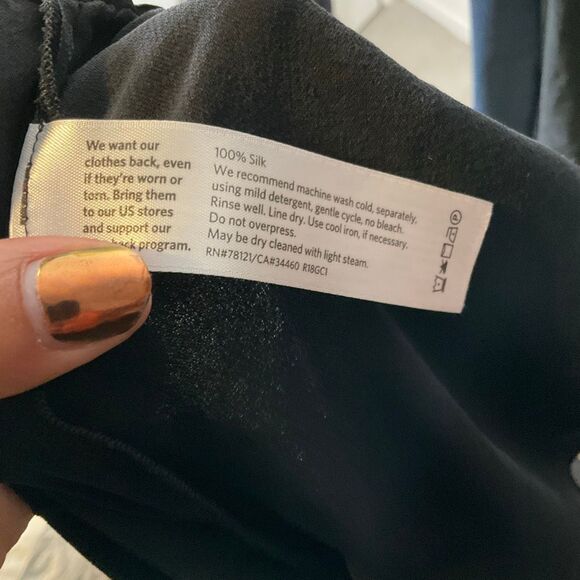 We want our
clothes back, even
if they're worn or
torn. Bring them
to our US stores
and support our
program.
100% Silk
We recommend machine wash cold, separately,
using mild detergent, gentle cycle, no bleach.
Rinse well. Line dry. Use cool iron, if necessary.
Do not overpress.
May be dry cleaned with light steam.
RN#78121/CA#34460 R18GCI